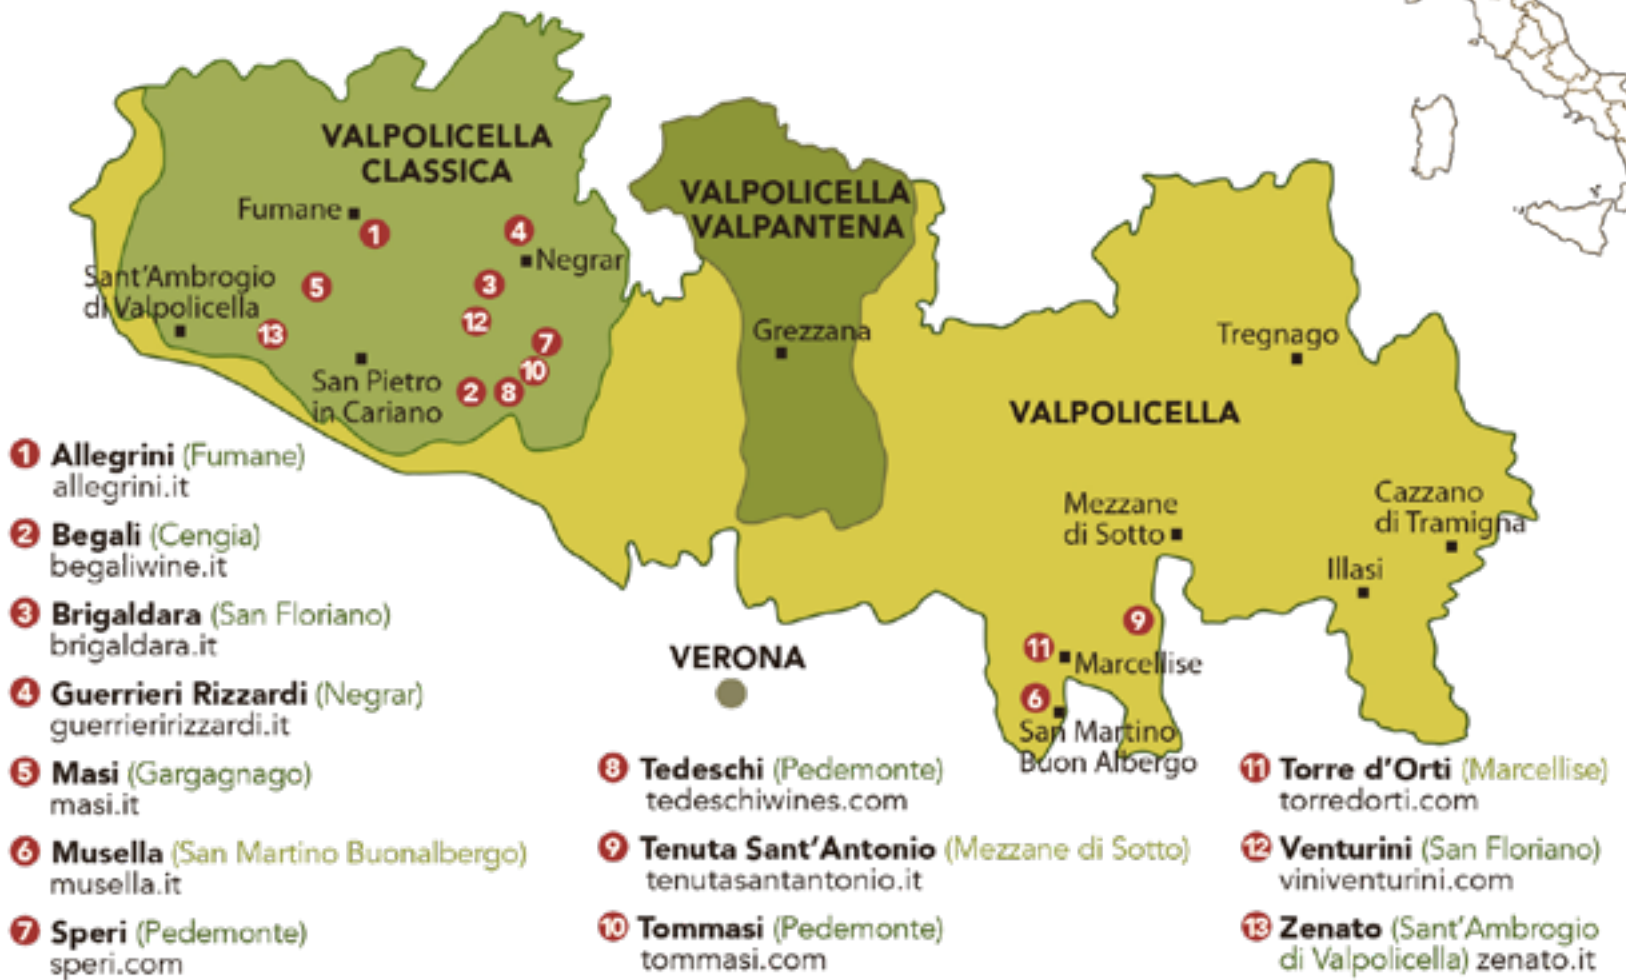 VALPOLICELLA
CLASSICA
Fumane
1
4
Negrar
Sant'Ambrogio
di Valpolicella
5
3
13
12
7
San Pietro
in Cariano
10
2
8
VALPOLICELLA
VALPANTENA
Grezzana
Tregnago
VALPOLICELLA
Mezzane
di Sotto
Cazzano
di Tramigna
Illasi
9
11
Marcellise
6
San Martino
Buon Albergo
VERONA
1 Allegrini (Fumane)
allegrini.it
2 Begali (Cengia)
begaliwine.it
3 Brigaldara (San Floriano)
brigaldara.it
4 Guerrieri Rizzardi (Negrar)
guerrieririzzardi.it
5 Masi (Gargagnago)
masi.it
6 Musella (San Martino Buonalbergo)
musella.it
7 Speri (Pedemonte)
speri.com
8 Tedeschi (Pedemonte)
tedeschiwines.com
9 Tenuta Sant'Antonio (Mezzane di Sotto)
tenutasantantonio.it
10 Tommasi (Pedemonte)
tommasi.com
11 Torre d'Orti (Marcellise)
torredorti.com
12 Venturini (San Floriano)
viniventurini.com
13 Zenato (Sant'Ambrogio
di Valpolicella) zenato.it